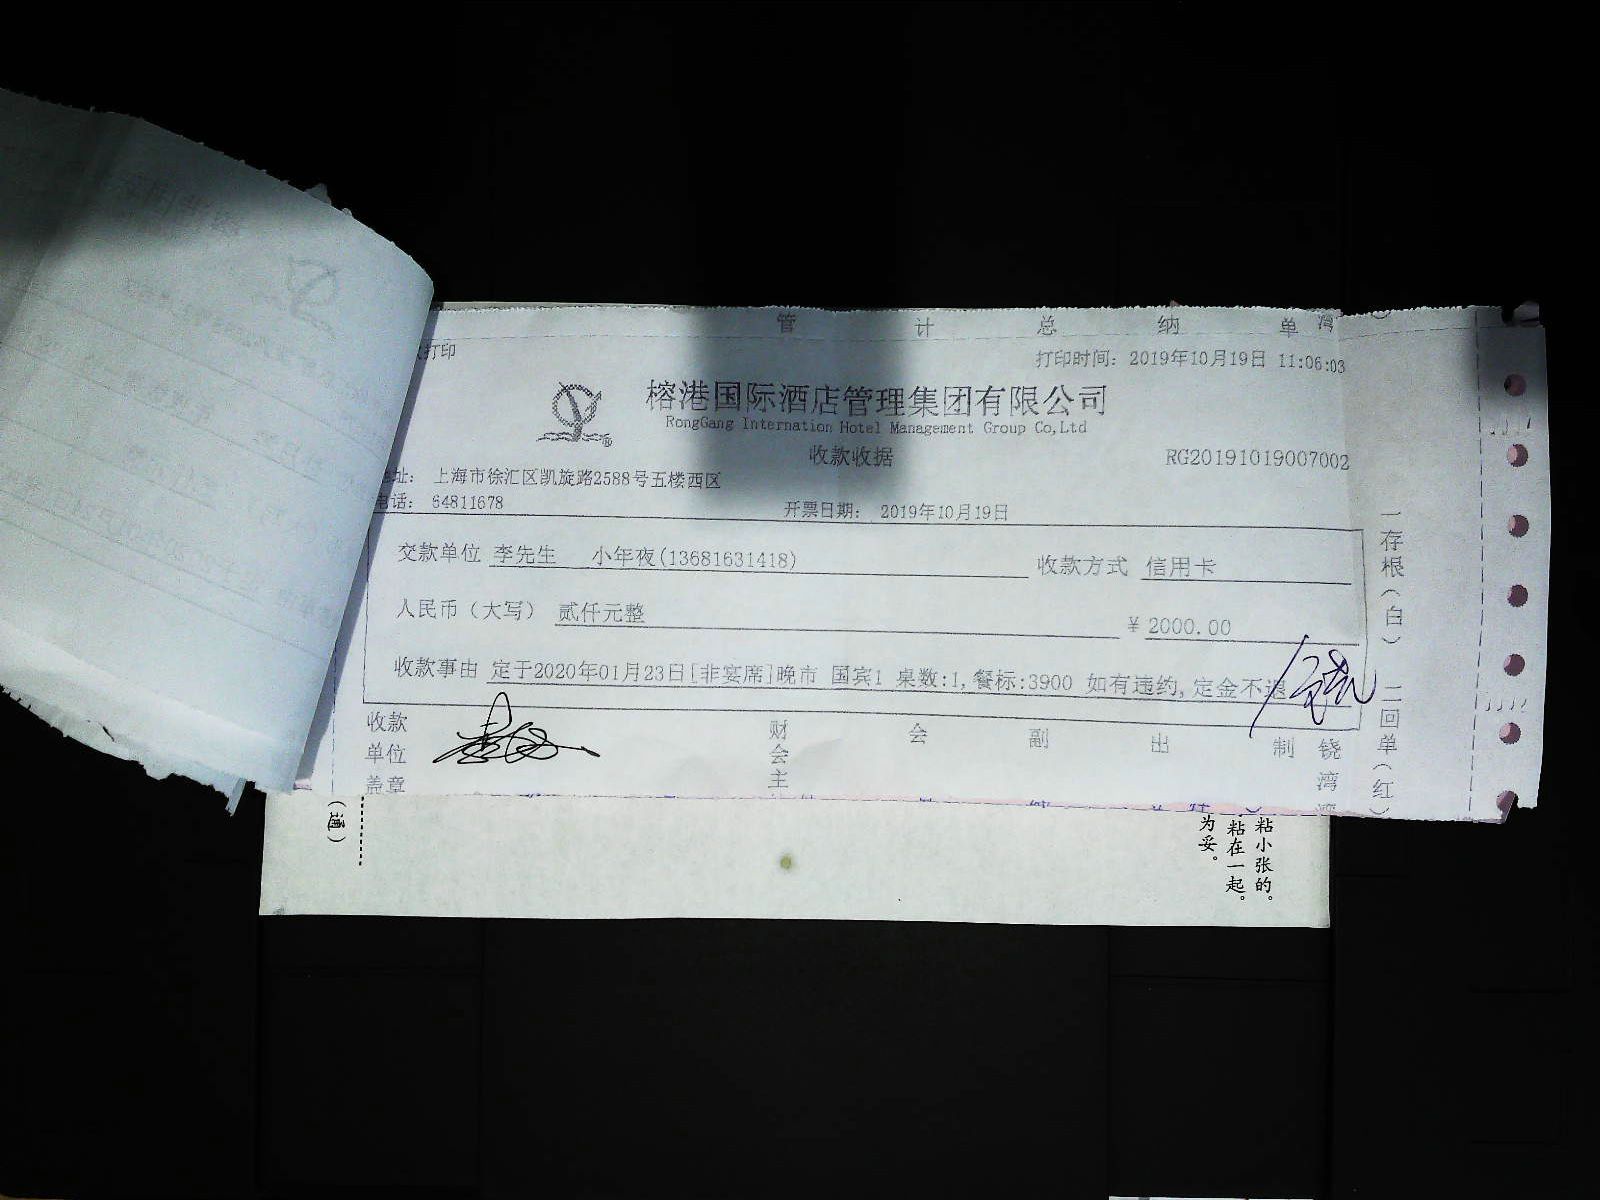 管 计 总 纳 单 湾
打印
打印时间: 2019年10月19日 11:06:03
榕港国际酒店管理集团有限公司
RongGang Internation Hotel Management Group Co,Ltd
收款收据
RG20191019007002
址: 上海市徐汇区凯旋路2588号五楼西区
电话: 64811678
开票日期: 2019年10月19日
交款单位 李先生 小年夜(13681631418) 收款方式 信用卡
人民币（大写） 贰仟元整 ¥ 2000.00
收款事由 定于2020年01月23日[非宴席]晚市 国宾1 桌数:1,餐标:3900 如有违约,定金不退
收款
单位
盖章
财
会
主
会 副 出 制 饶
湾
一存根（白） 二回单（红）
（通）
粘小张的。
粘在一起。
为妥。